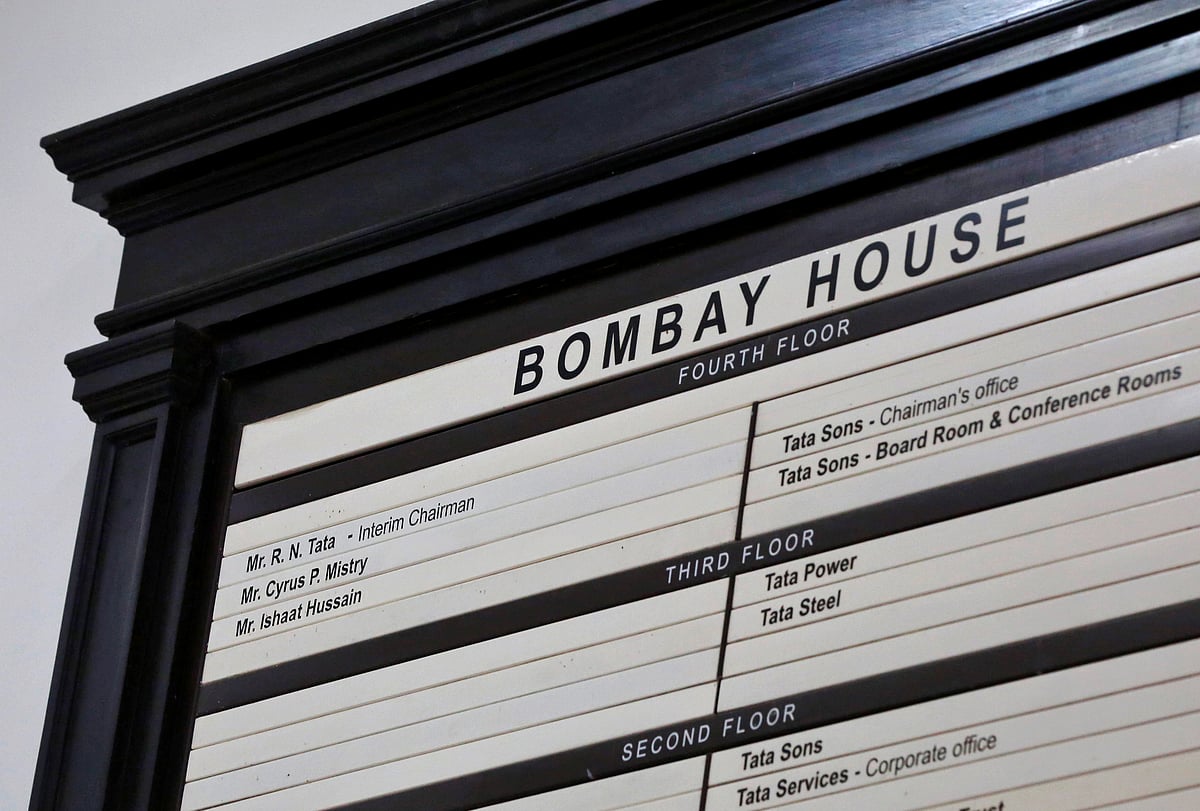 BOMBAY HOUSE
FOURTH FLOOR
Mr. R. N. Tata - Interim Chairman
Mr. Cyrus P. Mistry
Mr. Ishaat Hussain
Tata Sons - Chairman's office
Tata Sons - Board Room & Conference Rooms
THIRD FLOOR
Tata Power
Tata Steel
SECOND FLOOR
Tata Sons
Tata Services - Corporate office
Trust